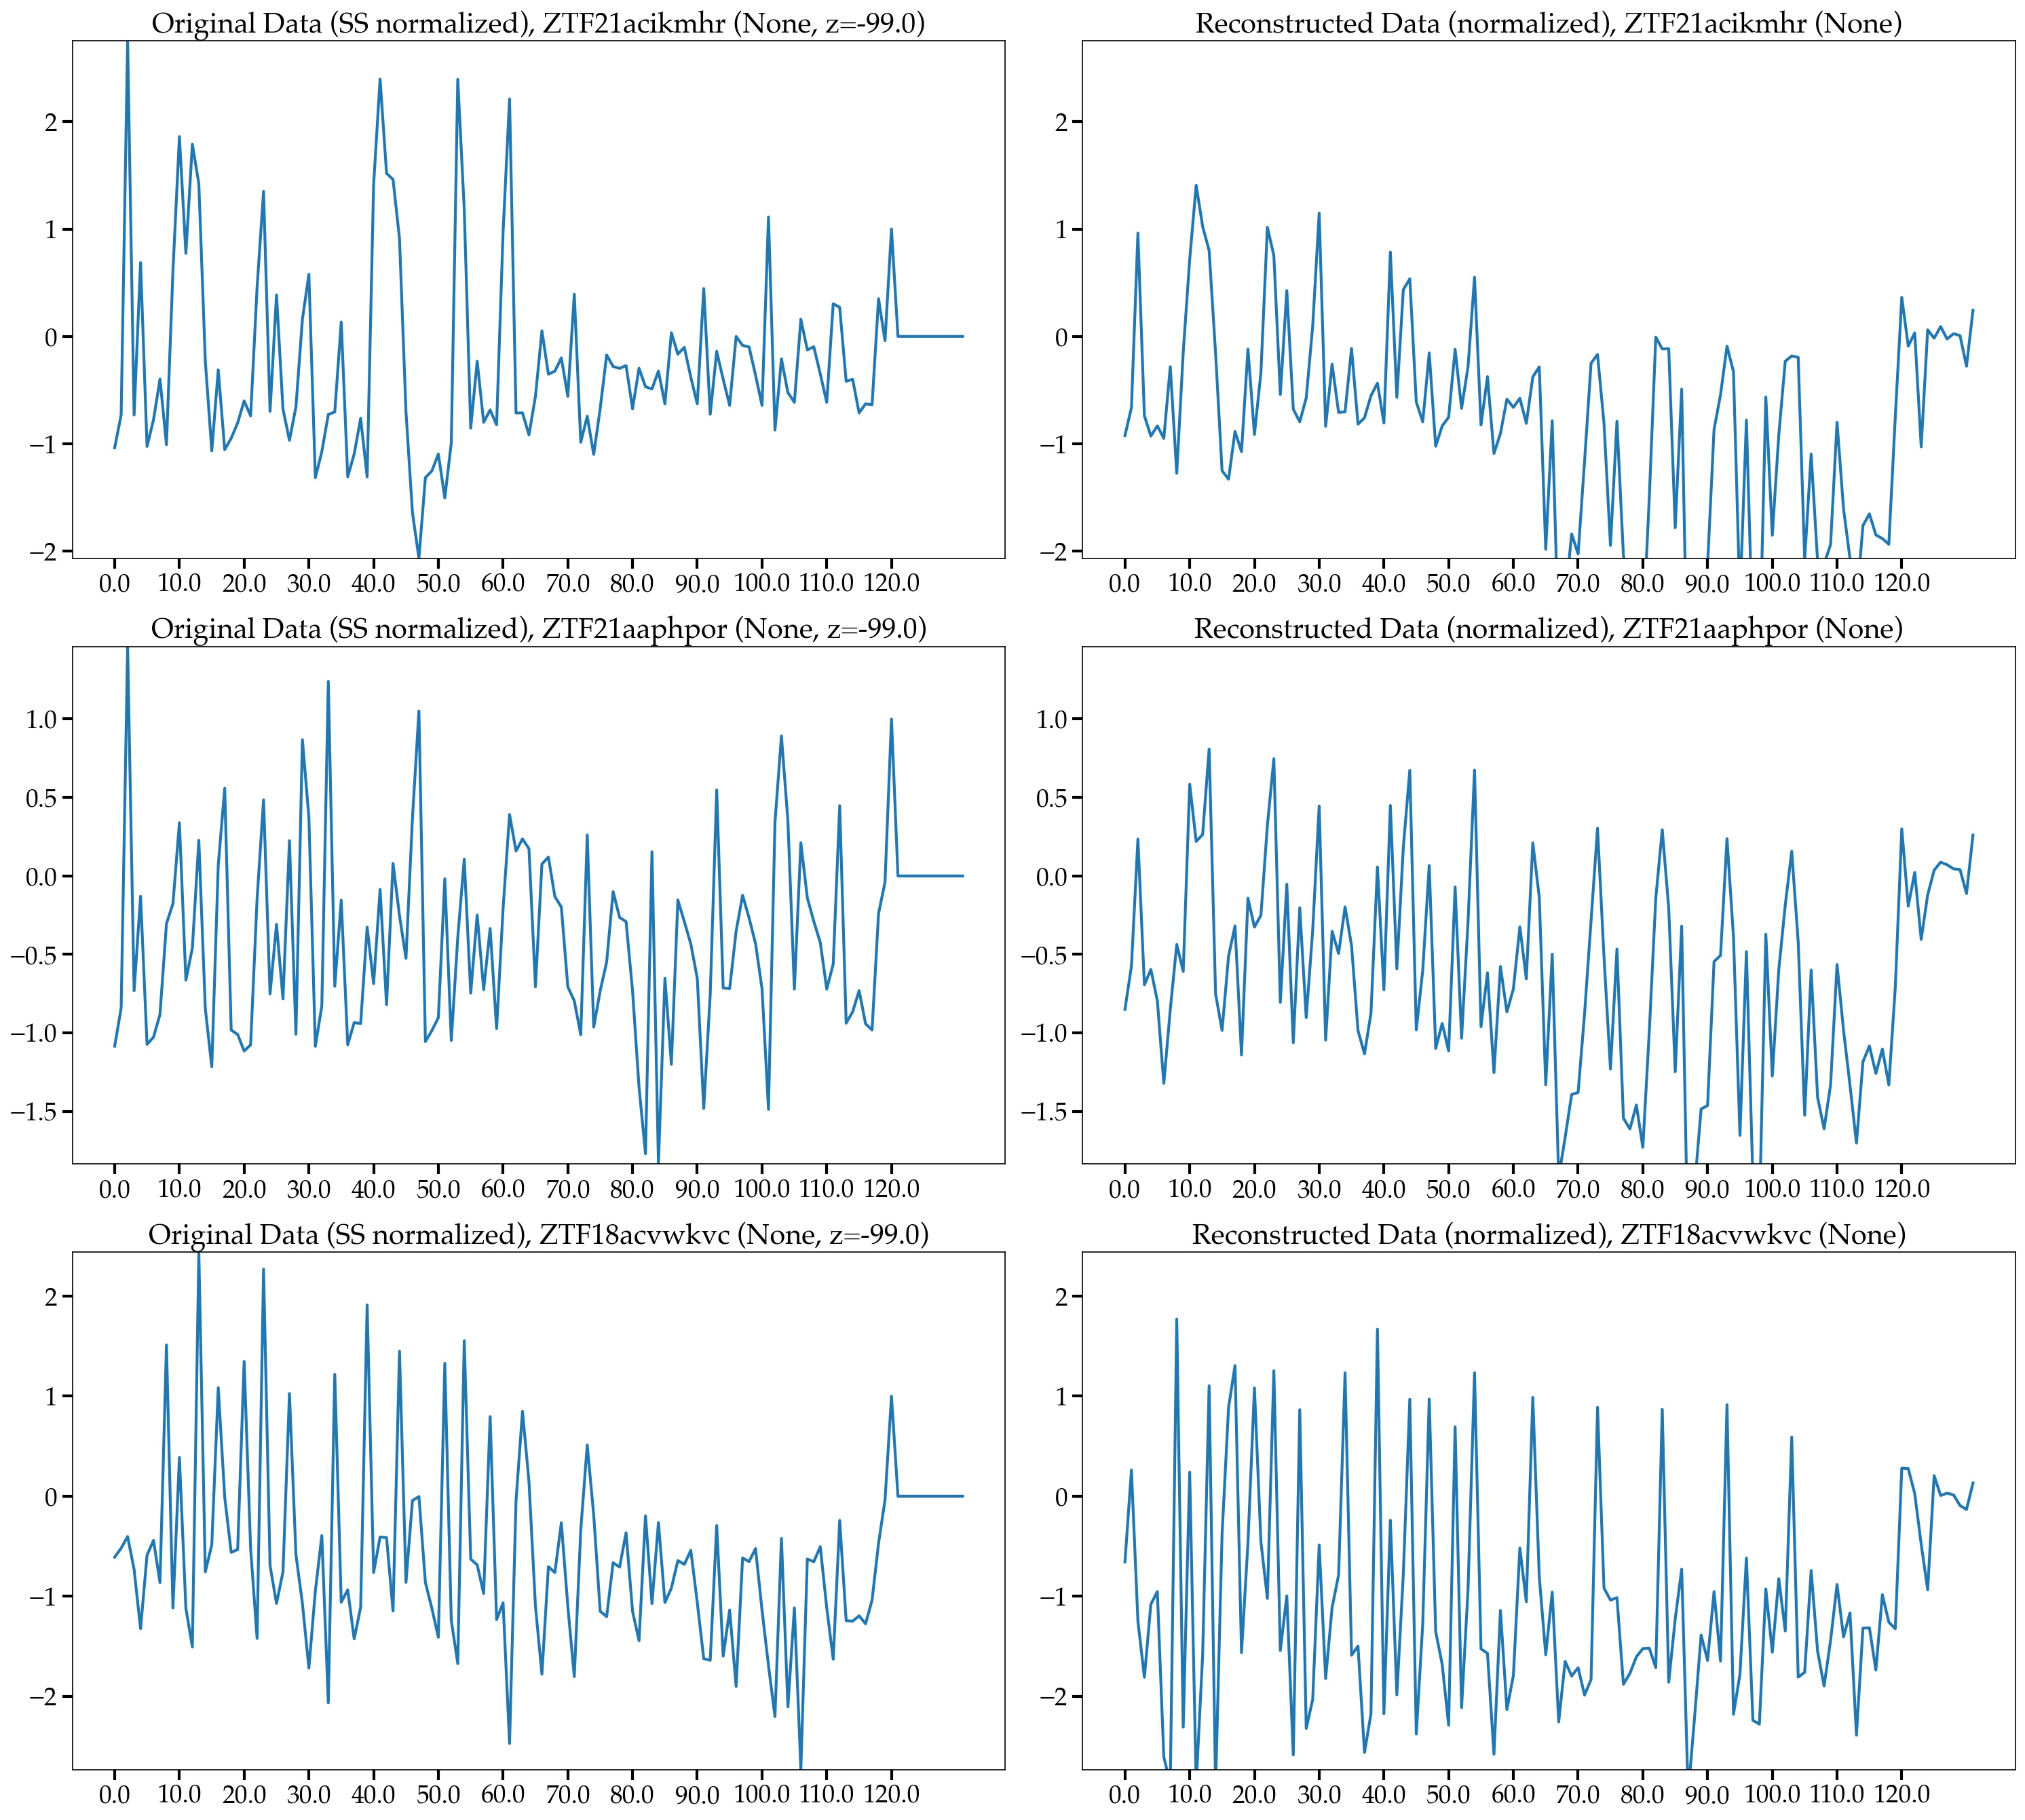 Original Data (SS normalized), ZTF21acikmhr (None, z=-99.0)
Reconstructed Data (normalized), ZTF21acikmhr (None)
2
1
0
−1
−2
0.0 10.0 20.0 30.0 40.0 50.0 60.0 70.0 80.0 90.0 100.0 110.0 120.0
2
1
0
−1
−2
0.0 10.0 20.0 30.0 40.0 50.0 60.0 70.0 80.0 90.0 100.0 110.0 120.0
Original Data (SS normalized), ZTF21aaphpor (None, z=-99.0)
Reconstructed Data (normalized), ZTF21aaphpor (None)
1.0
0.5
0.0
−0.5
−1.0
−1.5
0.0 10.0 20.0 30.0 40.0 50.0 60.0 70.0 80.0 90.0 100.0 110.0 120.0
1.0
0.5
0.0
−0.5
−1.0
−1.5
0.0 10.0 20.0 30.0 40.0 50.0 60.0 70.0 80.0 90.0 100.0 110.0 120.0
Original Data (SS normalized), ZTF18acvwkvc (None, z=-99.0)
Reconstructed Data (normalized), ZTF18acvwkvc (None)
2
1
0
−1
−2
0.0 10.0 20.0 30.0 40.0 50.0 60.0 70.0 80.0 90.0 100.0 110.0 120.0
2
1
0
−1
−2
0.0 10.0 20.0 30.0 40.0 50.0 60.0 70.0 80.0 90.0 100.0 110.0 120.0